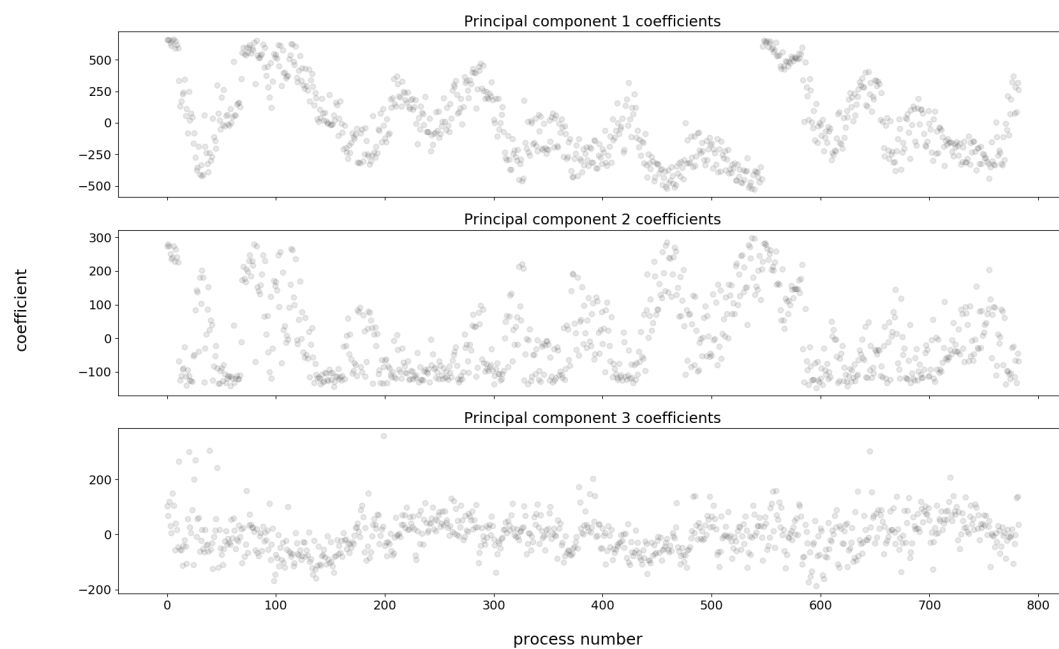 Principal component 1 coefficients
500
250
0
−250
−500
Principal component 2 coefficients
300
200
100
0
−100
coefficient
Principal component 3 coefficients
200
0
−200
0 100 200 300 400 500 600 700 800
process number